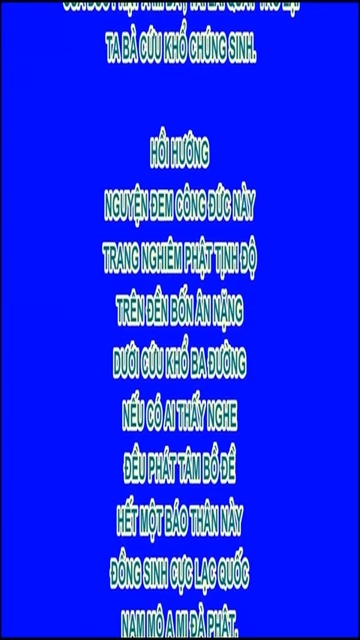 TA BÀ CỨU KHỔ CHÚNG SINH.
HỒI HƯỚNG
NGUYỆN ĐEM CÔNG ĐỨC NÀY
TRANG NGHIÊM PHẬT TỊNH ĐỘ
TRÊN ĐỀN BỐN ÂN NẶNG
DƯỚI CỨU KHỔ BA ĐƯỜNG
NẾU CÓ AI THẤY NGHE
ĐỀU PHÁT TÂM BỒ ĐỀ
HẾT MỘT BÁO THÂN NÀY
ĐỒNG SINH CỰC LẠC QUỐC
NAM MÔ A MI ĐÀ PHẬT.